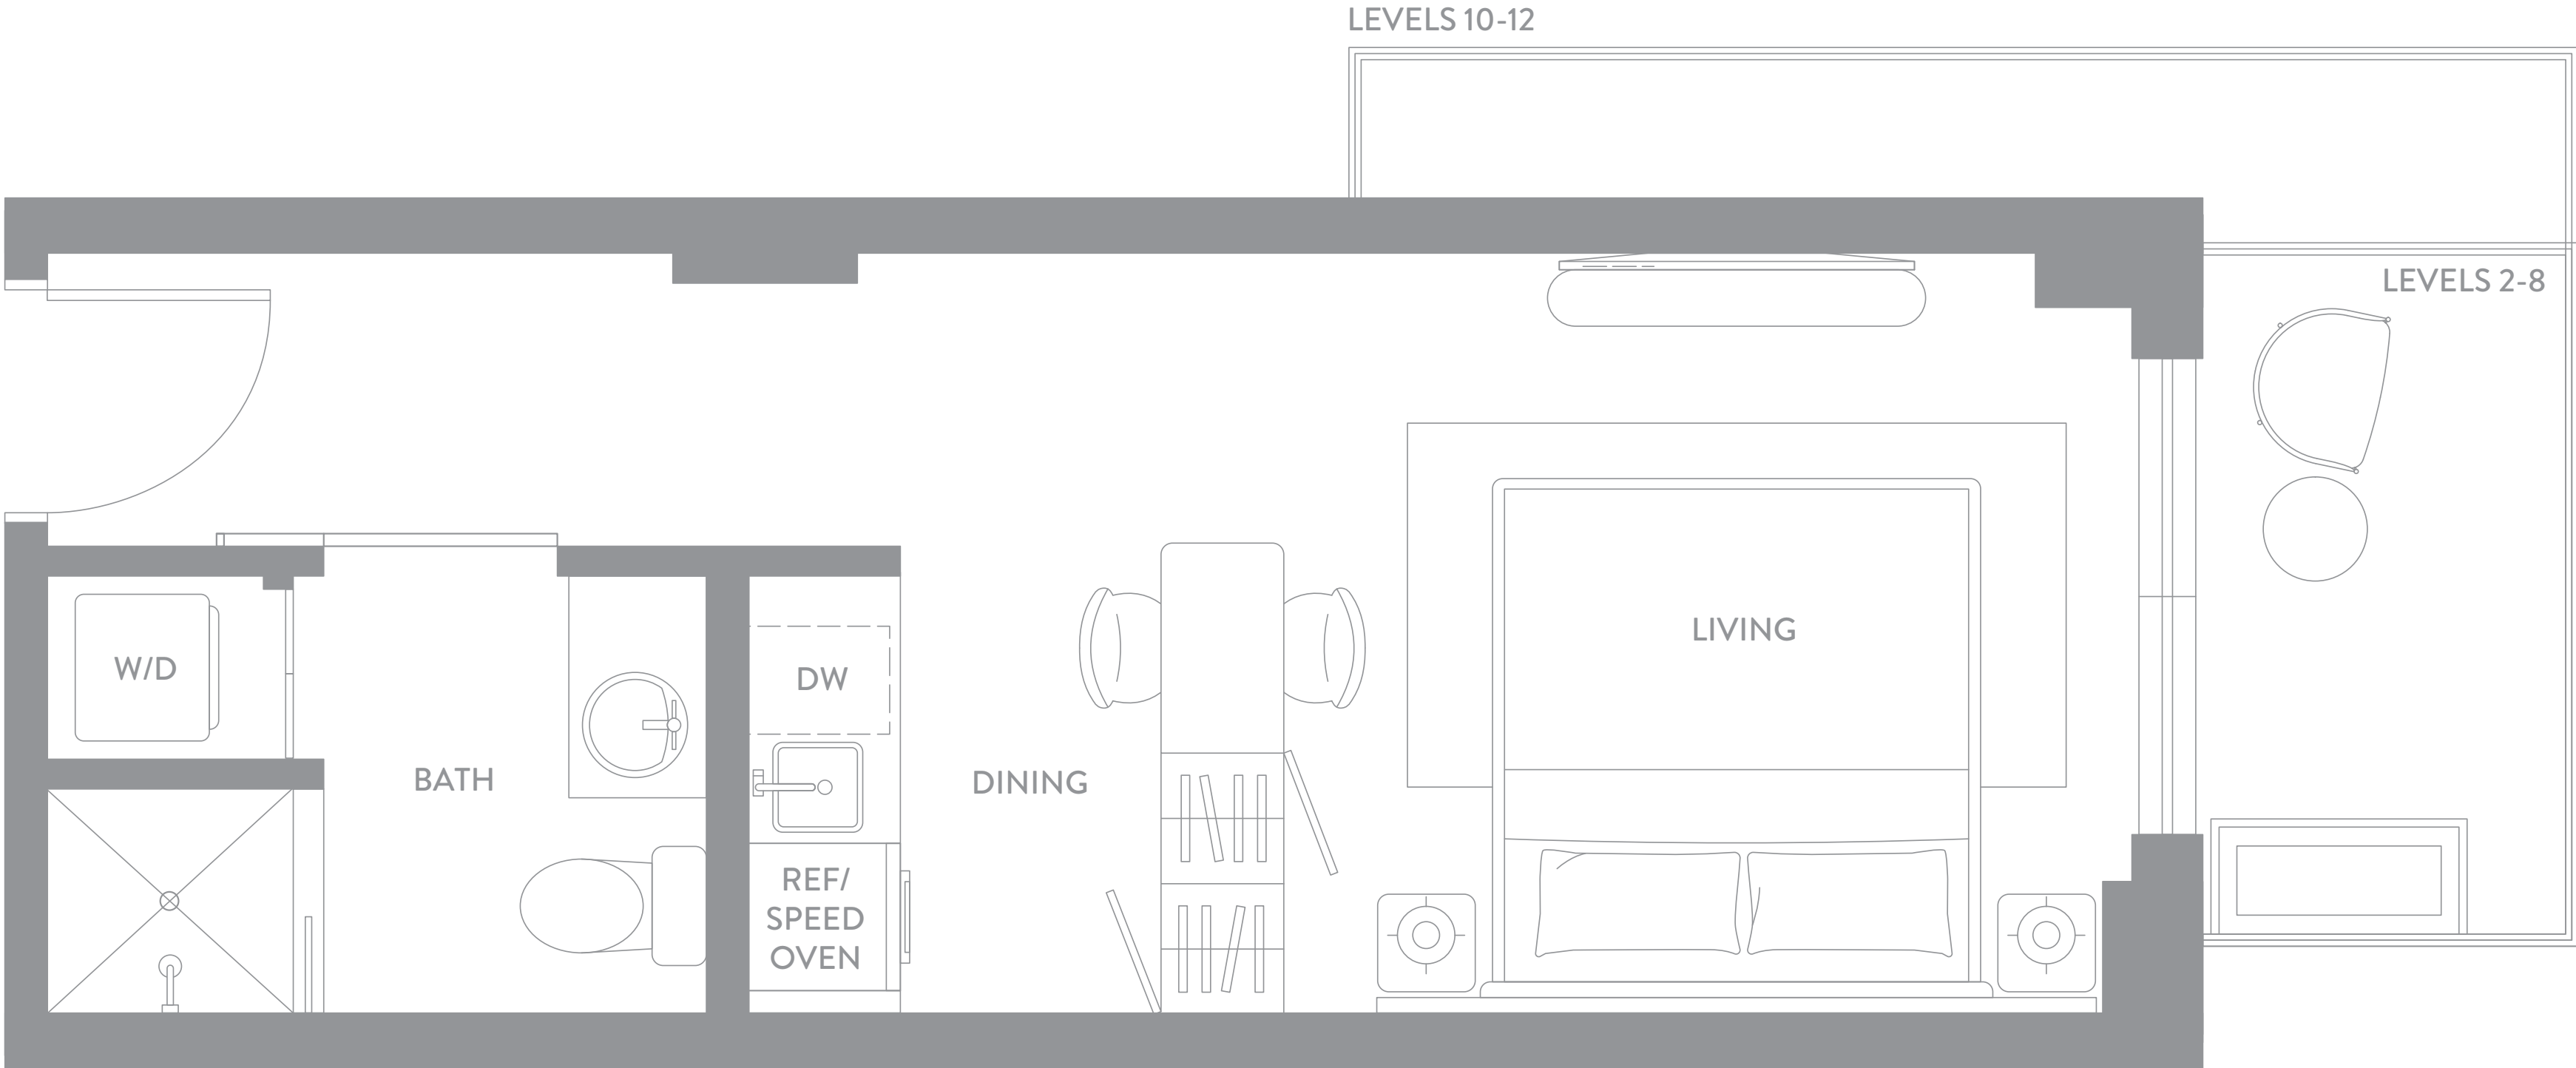 LEVELS 10-12
LEVELS 2-8
LIVING
W/D
DW
BATH
DINING
REF/
SPEED
OVEN